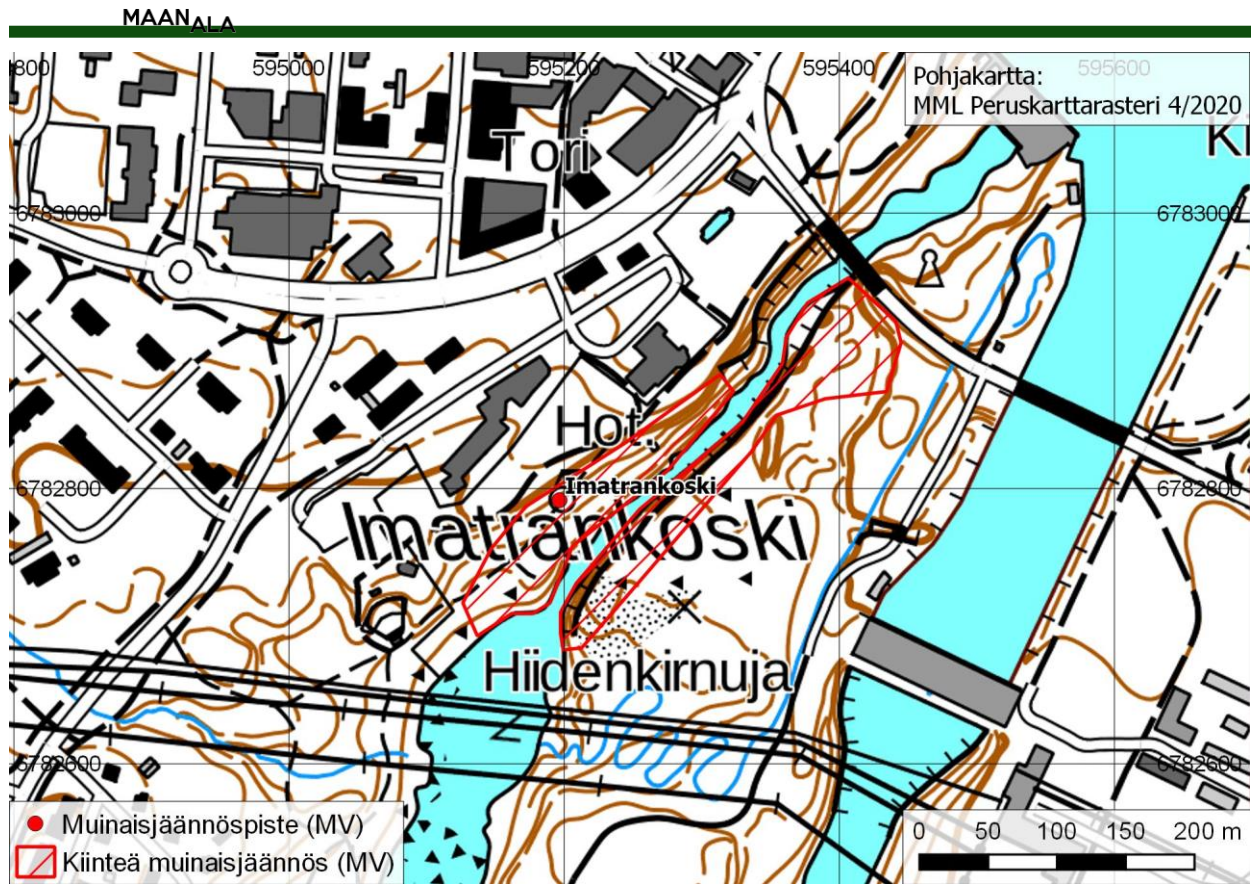 MAANALA
800 595000 595200 595400 595600
Pohjakartta:
MML Peruskarttarasteri 4/2020
Tori
6783000 6783000
Hot.
6782800 Imatrankoski 6782800
Imatrankoski
Hiidenkirnuja
6782600 6782600
Muinaisjäännöspiste (MV)
Kiinteä muinaisjäännös (MV)
0 50 100 150 200 m